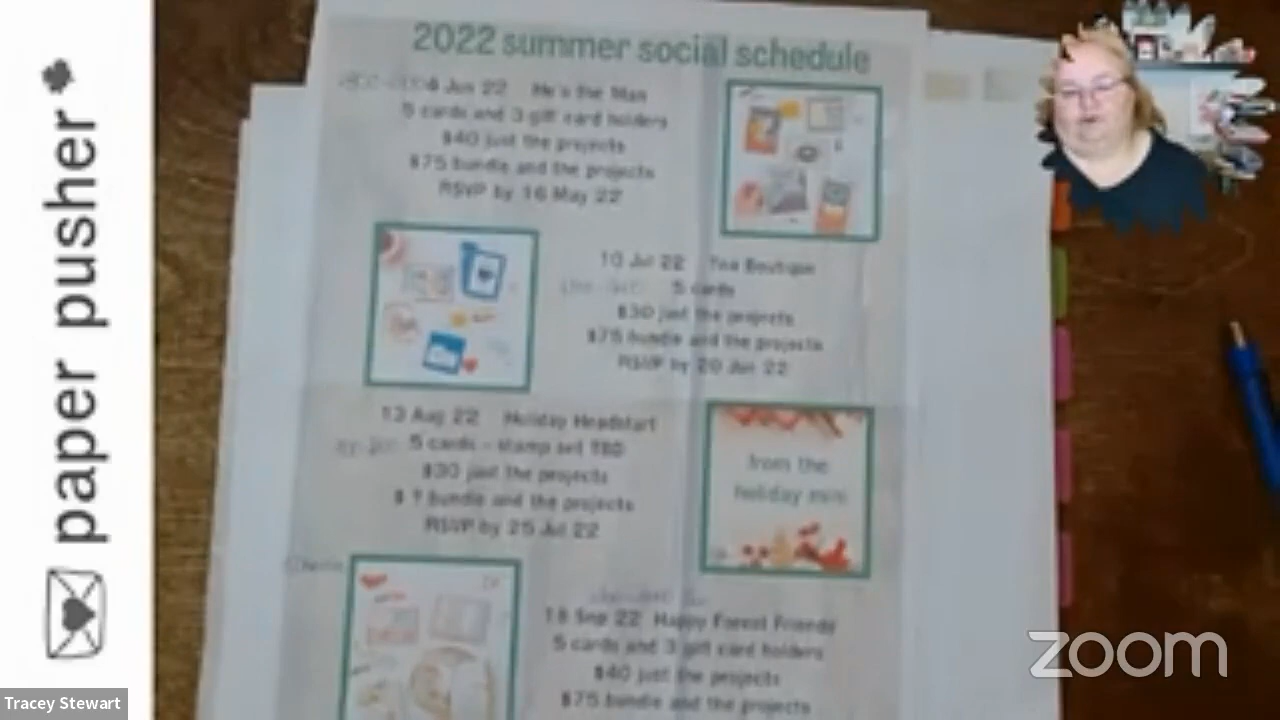 paper pusher
2022 summer social schedule
Jun 22 He's the Man
5 cards and 3 gift card holders
$40 just the projects
$75 bundle and the projects
RSVP by 16 May 22
10 Jul 22 Tea Boutique
5 cards
$30 just the projects
$75 bundle and the projects
RSVP by 20 Jun 22
13 Aug 22 Holiday Headstart
5 cards - stamp set TBD
$30 just the projects
$ ? bundle and the projects
RSVP by 25 Jul 22
from the
holiday mini
Sep 22 Happy Forest Friends
5 cards and 3 gift card holders
$40 just the projects
$75 bundle and the projects
zoom
Tracey Stewart